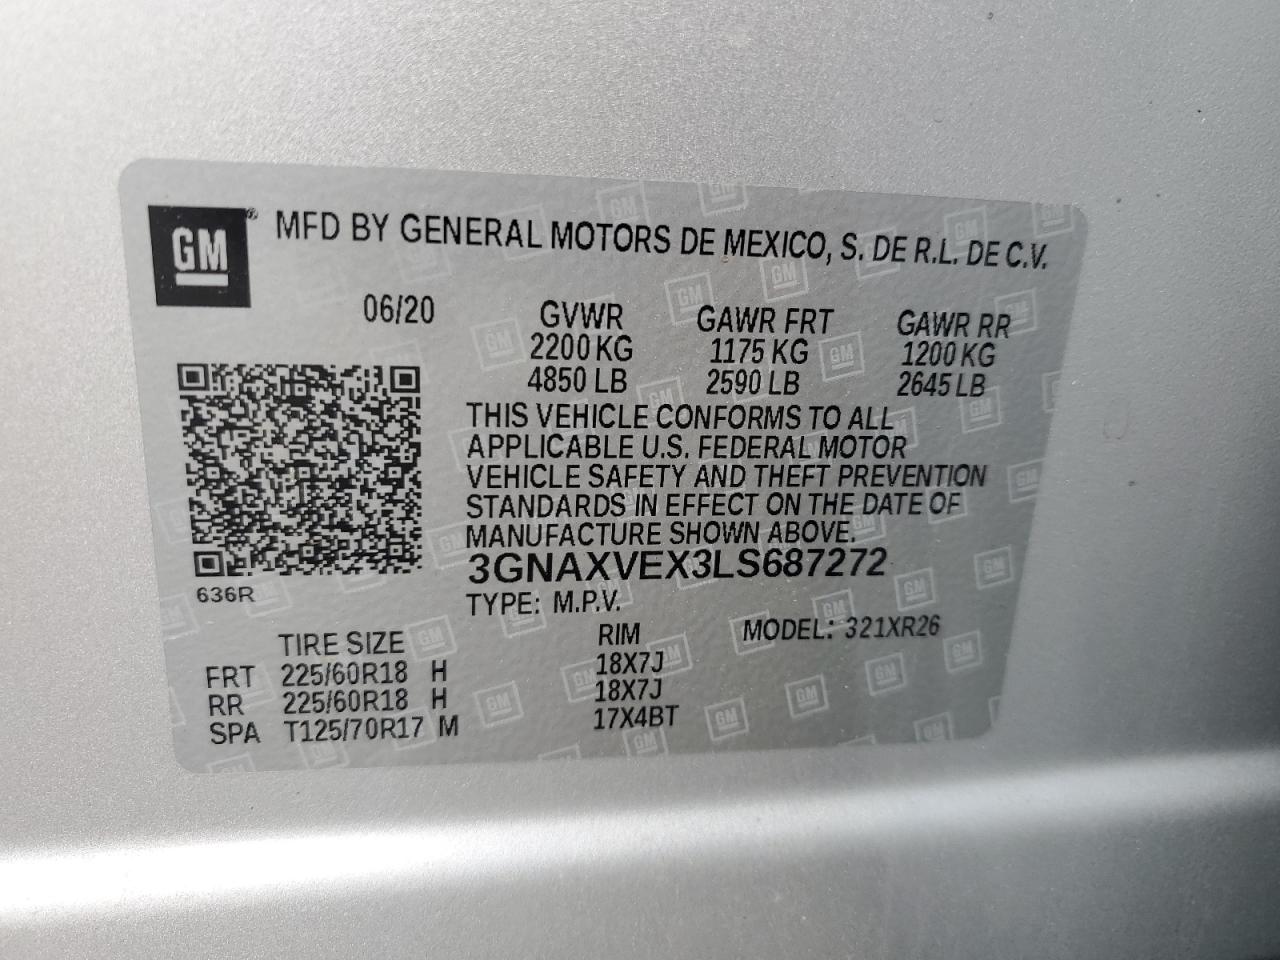 GM® MFD BY GENERAL MOTORS DE MEXICO, S. DE R.L. DE C.V.
06/20 GVWR GAWR FRT GAWR RR
2200 KG 1175 KG 1200 KG
4850 LB 2590 LB 2645 LB
THIS VEHICLE CONFORMS TO ALL
APPLICABLE U.S. FEDERAL MOTOR
VEHICLE SAFETY AND THEFT PREVENTION
STANDARDS IN EFFECT ON THE DATE OF
MANUFACTURE SHOWN ABOVE.
3GNAXVEX3LS687272
636R
TYPE: M.P.V.
TIRE SIZE RIM MODEL: 321XR26
FRT 225/60R18 H 18X7J
RR 225/60R18 H 18X7J
SPA T125/70R17 M 17X4BT